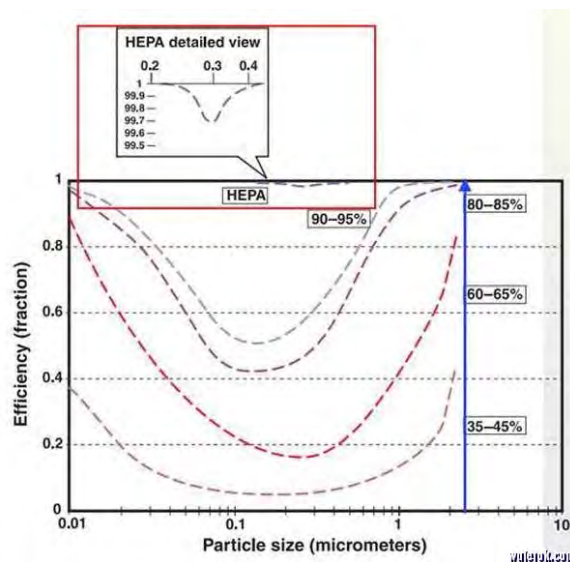 HEPA detailed view
0.2 0.3 0.4
1
99.9
99.8
99.7
99.6
99.5
1
HEPA
90–95%
80–85%
0.8
60–65%
0.6
0.4
35–45%
0.2
0
0.01 0.1 1 10
Efficiency (fraction)
Particle size (micrometers)